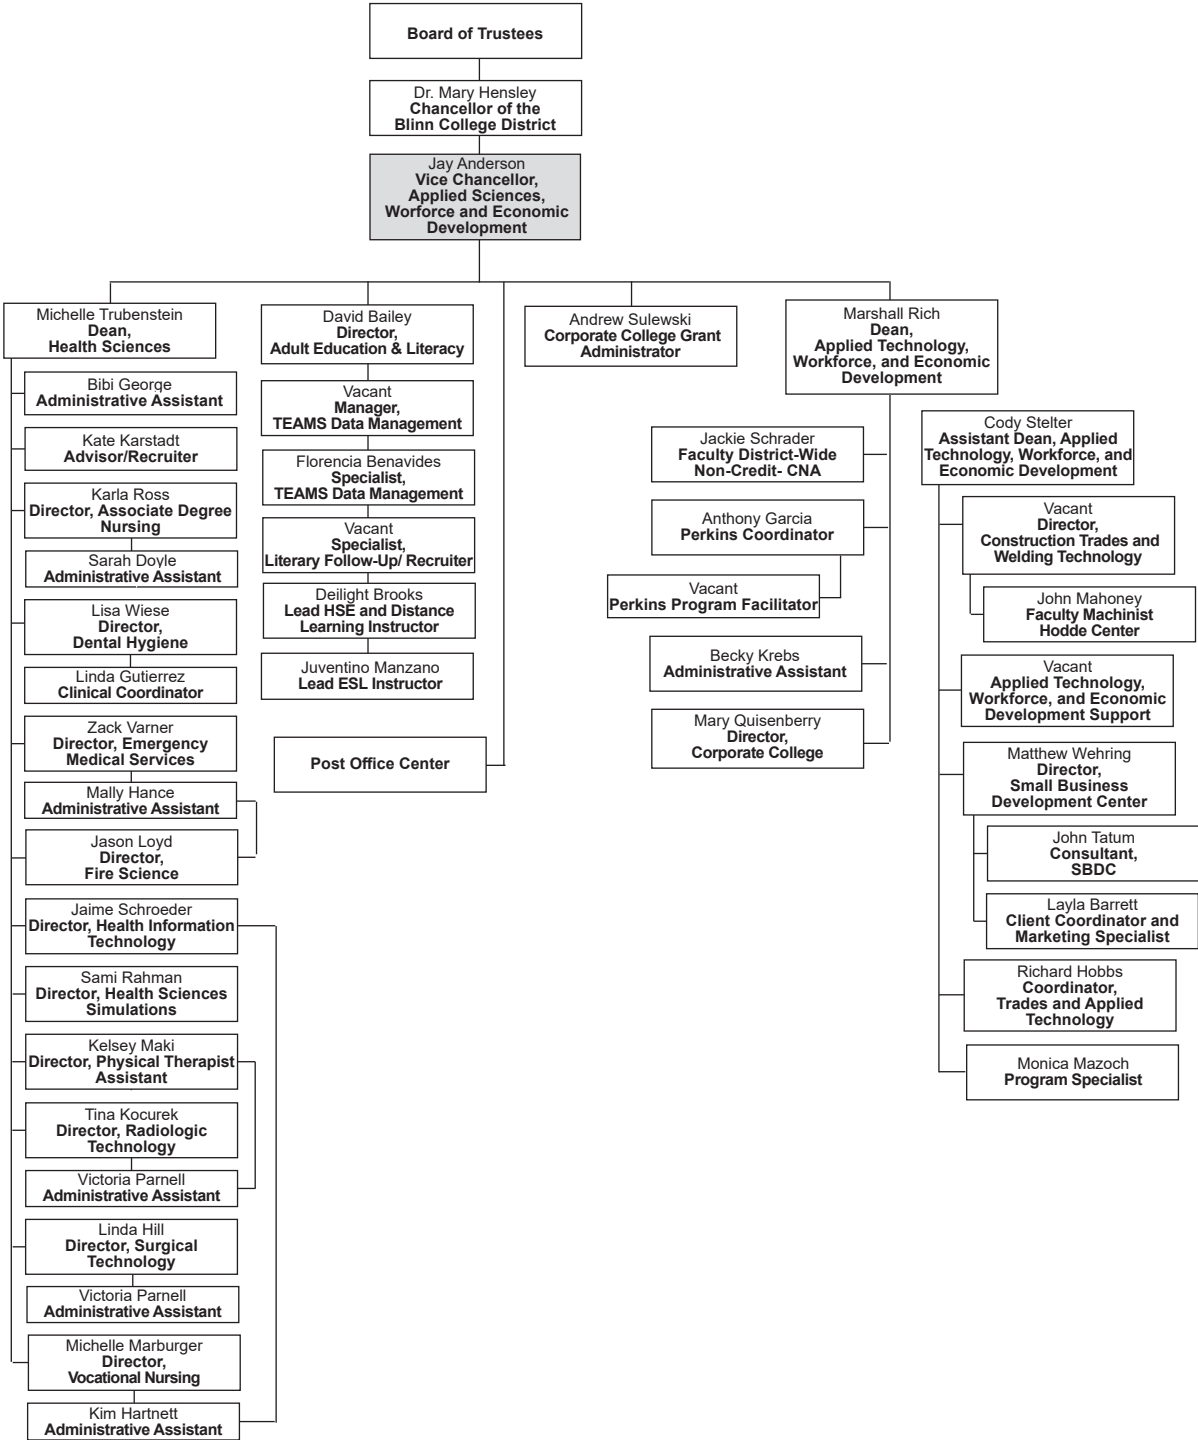 Board of Trustees
Dr. Mary Hensley
Chancellor of the
Blinn College District
Jay Anderson
Vice Chancellor,
Applied Sciences,
Worforce and Economic
Development
Michelle Trubenstein
Dean,
Health Sciences
Bibi George
Administrative Assistant
Kate Karstadt
Advisor/Recruiter
Karla Ross
Director, Associate Degree
Nursing
Sarah Doyle
Administrative Assistant
Lisa Wiese
Director,
Dental Hygiene
Linda Gutierrez
Clinical Coordinator
Zack Varner
Director, Emergency
Medical Services
Mally Hance
Administrative Assistant
Jason Loyd
Director,
Fire Science
Jaime Schroeder
Director, Health Information
Technology
Sami Rahman
Director, Health Sciences
Simulations
Kelsey Maki
Director, Physical Therapist
Assistant
Tina Kocurek
Director, Radiologic
Technology
Victoria Parnell
Administrative Assistant
Linda Hill
Director, Surgical
Technology
Victoria Parnell
Administrative Assistant
Michelle Marburger
Director,
Vocational Nursing
Kim Hartnett
Administrative Assistant
David Bailey
Director,
Adult Education & Literacy
Vacant
Manager,
TEAMS Data Management
Florencia Benavides
Specialist,
TEAMS Data Management
Vacant
Specialist,
Literary Follow-Up/ Recruiter
Deilight Brooks
Lead HSE and Distance
Learning Instructor
Juventino Manzano
Lead ESL Instructor
Post Office Center
Andrew Sulewski
Corporate College Grant
Administrator
Marshall Rich
Dean,
Applied Technology,
Workforce, and Economic
Development
Jackie Schrader
Faculty District-Wide
Non-Credit- CNA
Anthony Garcia
Perkins Coordinator
Vacant
Perkins Program Facilitator
Becky Krebs
Administrative Assistant
Mary Quisenberry
Director,
Corporate College
Cody Stelter
Assistant Dean, Applied
Technology, Workforce, and
Economic Development
Vacant
Director,
Construction Trades and
Welding Technology
John Mahoney
Faculty Machinist
Hodde Center
Vacant
Applied Technology,
Workforce, and Economic
Development Support
Matthew Wehring
Director,
Small Business
Development Center
John Tatum
Consultant,
SBDC
Layla Barrett
Client Coordinator and
Marketing Specialist
Richard Hobbs
Coordinator,
Trades and Applied
Technology
Monica Mazoch
Program Specialist